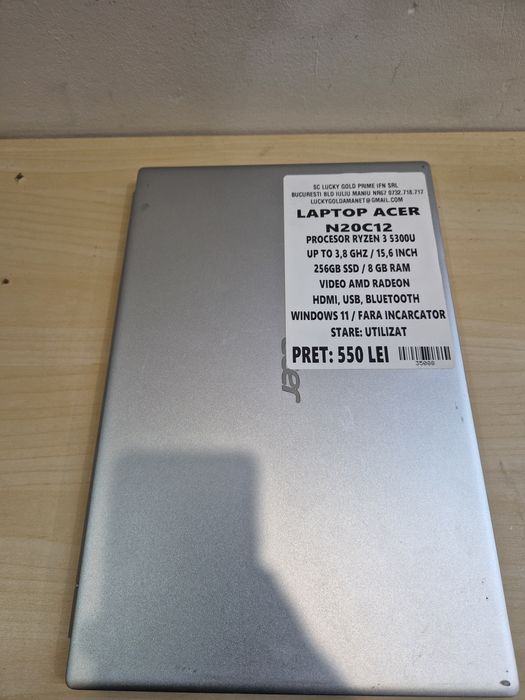 SC LUCKY GOLD PRIME IFN SRL
BUCURESTI BLD IULIU MANIU NR67 0732.718.717
LUCKYGOLDAMANET@GMAIL.COM
LAPTOP ACER
N20C12
PROCESOR RYZEN 3 5300U
UP TO 3,8 GHZ / 15,6 INCH
256GB SSD / 8 GB RAM
VIDEO AMD RADEON
HDMI, USB, BLUETOOTH
WINDOWS 11 / FARA INCARCATOR
STARE: UTILIZAT
PRET: 550 LEI
35088